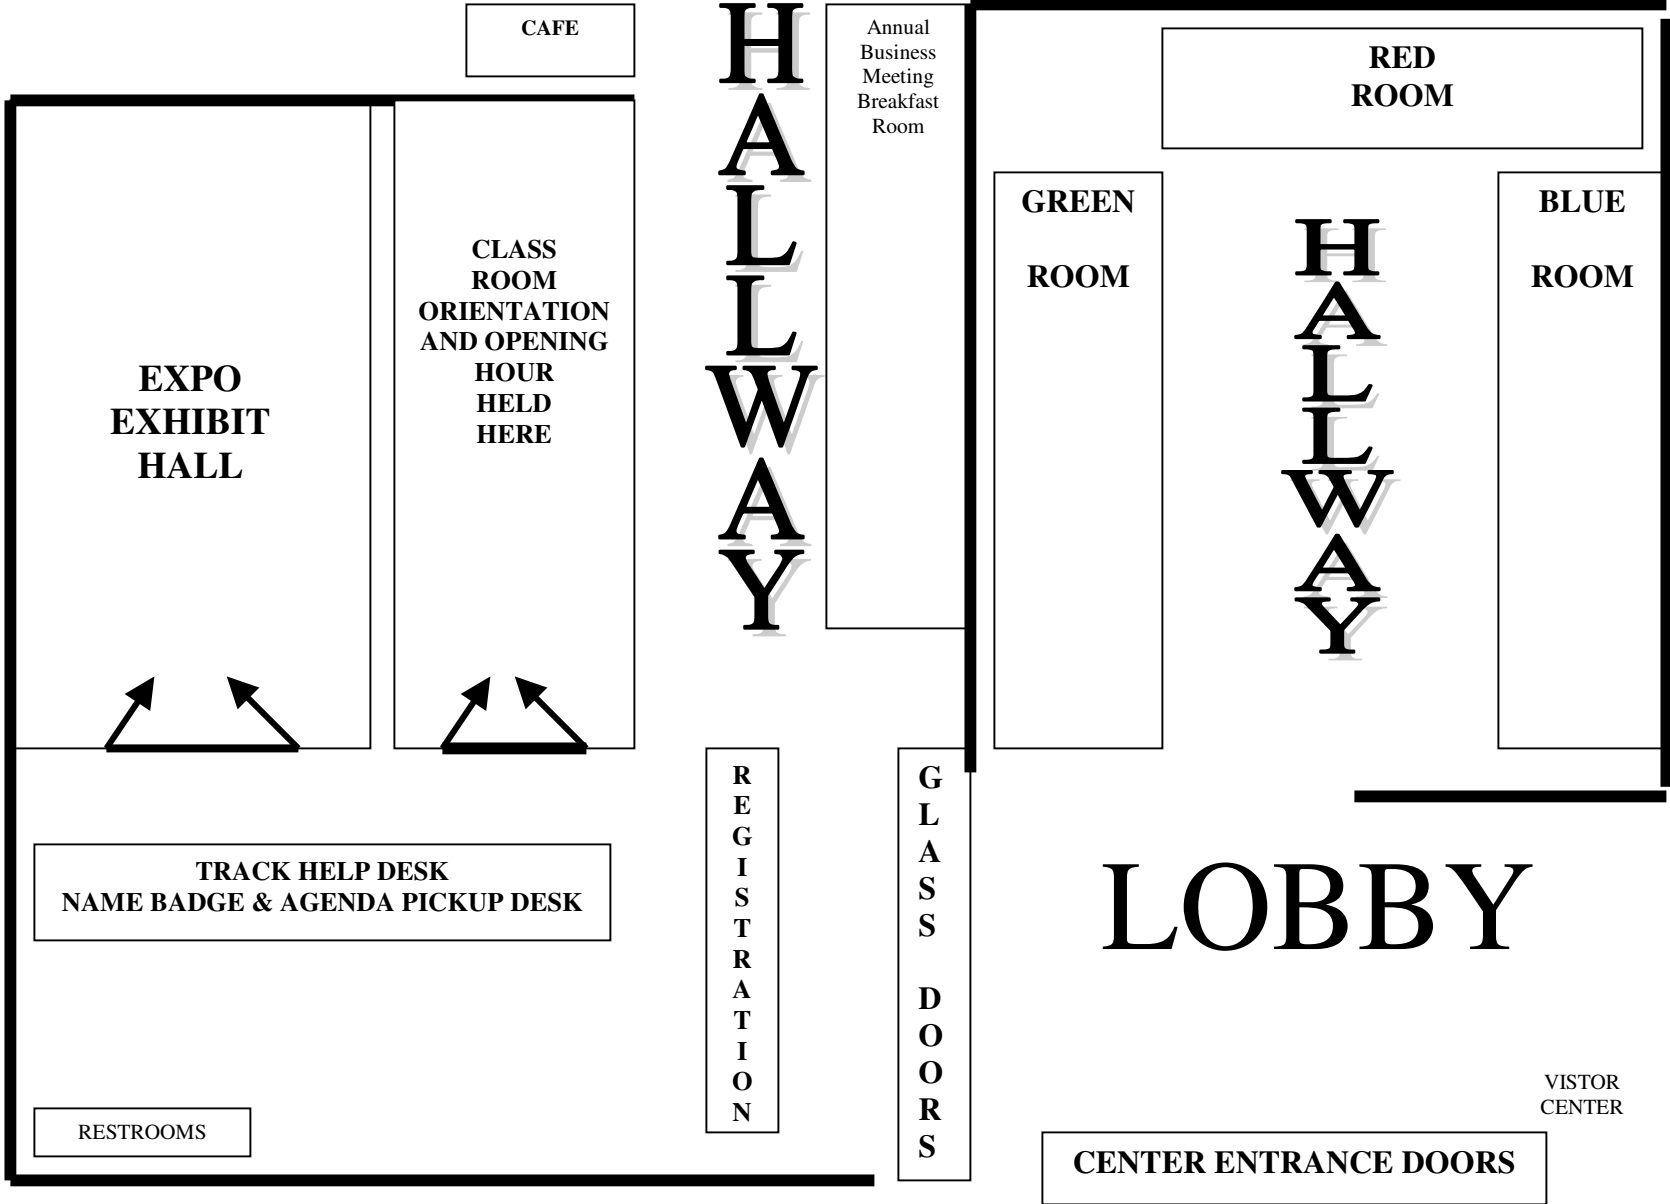 CAFE
HALLWAY
Annual
Business
Meeting
Breakfast
Room
RED
ROOM
GREEN
ROOM
HALLWAY
BLUE
ROOM
EXPO
EXHIBIT
HALL
CLASS
ROOM
ORIENTATION
AND OPENING
HOUR
HELD
HERE
TRACK HELP DESK
NAME BADGE & AGENDA PICKUP DESK
REGISTRATION
GLASS DOORS
LOBBY
RESTROOMS
VISTOR
CENTER
CENTER ENTRANCE DOORS